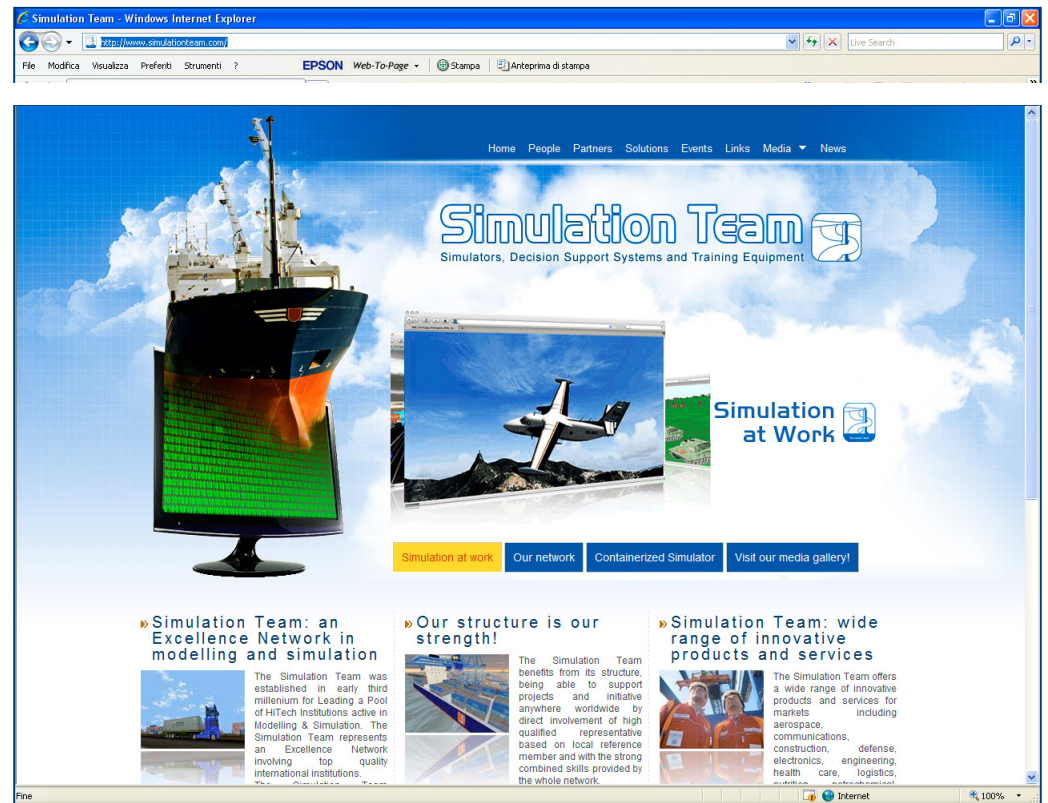 Simulation Team - Windows Internet Explorer
http://www.simulationteam.com/
Live Search
File Modifica Visualizza Preferiti Strumenti ? EPSON Web-To-Page Stampa Anteprima di stampa
Home People Partners Solutions Events Links Media News
Simulation Team
Simulators, Decision Support Systems and Training Equipment
Simulation
at Work
Simulation at work Our network Containerized Simulator Visit our media gallery!
Simulation Team: an
Excellence Network in
modelling and simulation
The Simulation Team was
established in early third
millenium for Leading a Pool
of HiTech Institutions active in
Modelling & Simulation. The
Simulation Team represents
an Excellence Network
involving top quality
international institutions.
The Simulation Team
Our structure is our
strength!
The Simulation Team
benefits from its structure,
being able to support
projects and initiative
anywhere worldwide by
direct involvement of high
qualified representative
based on local reference
member and with the strong
combined skills provided by
the whole network.
Simulation Team: wide
range of innovative
products and services
The Simulation Team offers
a wide range of innovative
products and services for
markets including
aerospace,
communications,
construction, defense,
electronics, engineering,
health care, logistics,
nutrition, petrochemical,
Fine Internet 100%